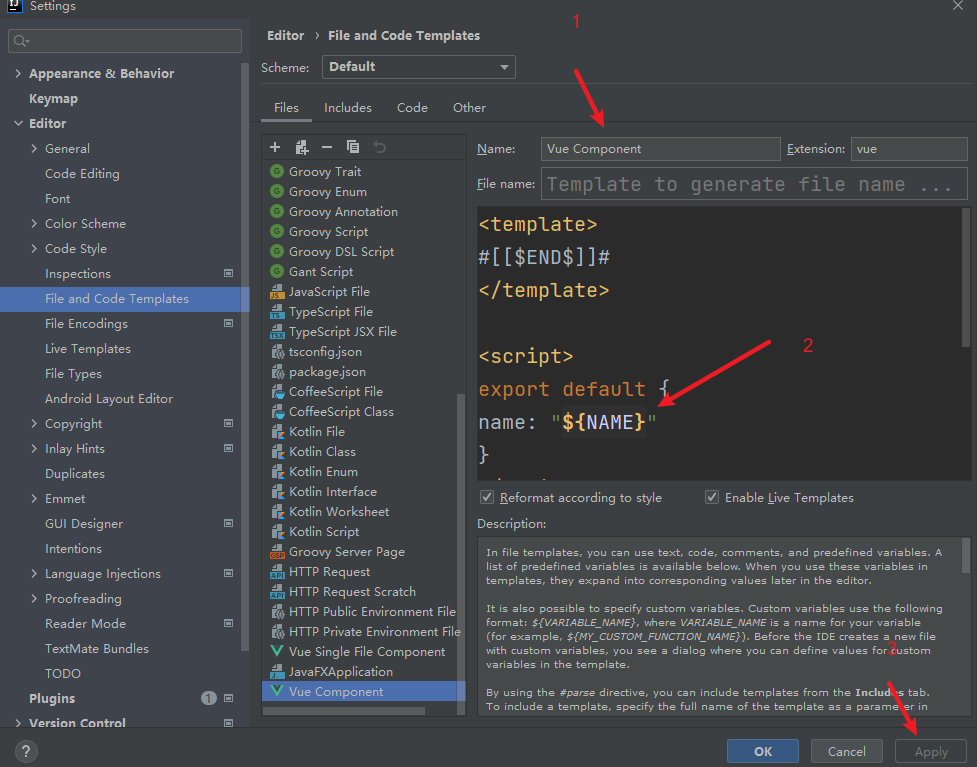 Settings
1
Editor › File and Code Templates
Scheme: Default
Appearance & Behavior
Keymap
Editor
General
Code Editing
Font
Color Scheme
Code Style
Inspections
File and Code Templates
File Encodings
Live Templates
File Types
Android Layout Editor
Copyright
Inlay Hints
Duplicates
Emmet
GUI Designer
Intentions
Language Injections
Proofreading
Reader Mode
TextMate Bundles
TODO
Plugins 1
Version Control
Files Includes Code Other
Groovy Trait
Groovy Enum
Groovy Annotation
Groovy Script
Groovy DSL Script
Gant Script
JavaScript File
TypeScript File
TypeScript JSX File
tsconfig.json
package.json
CoffeeScript File
CoffeeScript Class
Kotlin File
Kotlin Class
Kotlin Enum
Kotlin Interface
Kotlin Worksheet
Kotlin Script
Groovy Server Page
HTTP Request
HTTP Request Scratch
HTTP Public Environment File
HTTP Private Environment File
Vue Single File Component
JavaFXApplication
Vue Component
Name: Vue Component Extension: vue
File name: Template to generate file name ...
<template>
#[[$END$]]#
</template>
<script>
2
export default {
name: "${NAME}"
}
Reformat according to style Enable Live Templates
Description:
In file templates, you can use text, code, comments, and predefined variables. A
list of predefined variables is available below. When you use these variables in
templates, they expand into corresponding values later in the editor.
It is also possible to specify custom variables. Custom variables use the following
format: ${VARIABLE_NAME}, where VARIABLE_NAME is a name for your variable
(for example, ${MY_CUSTOM_FUNCTION_NAME}). Before the IDE creates a new file
with custom variables, you see a dialog where you can define values for custom
variables in the template.
3
By using the #parse directive, you can include templates from the Includes tab.
To include a template, specify the full name of the template as a parameter in
? OK Cancel Apply